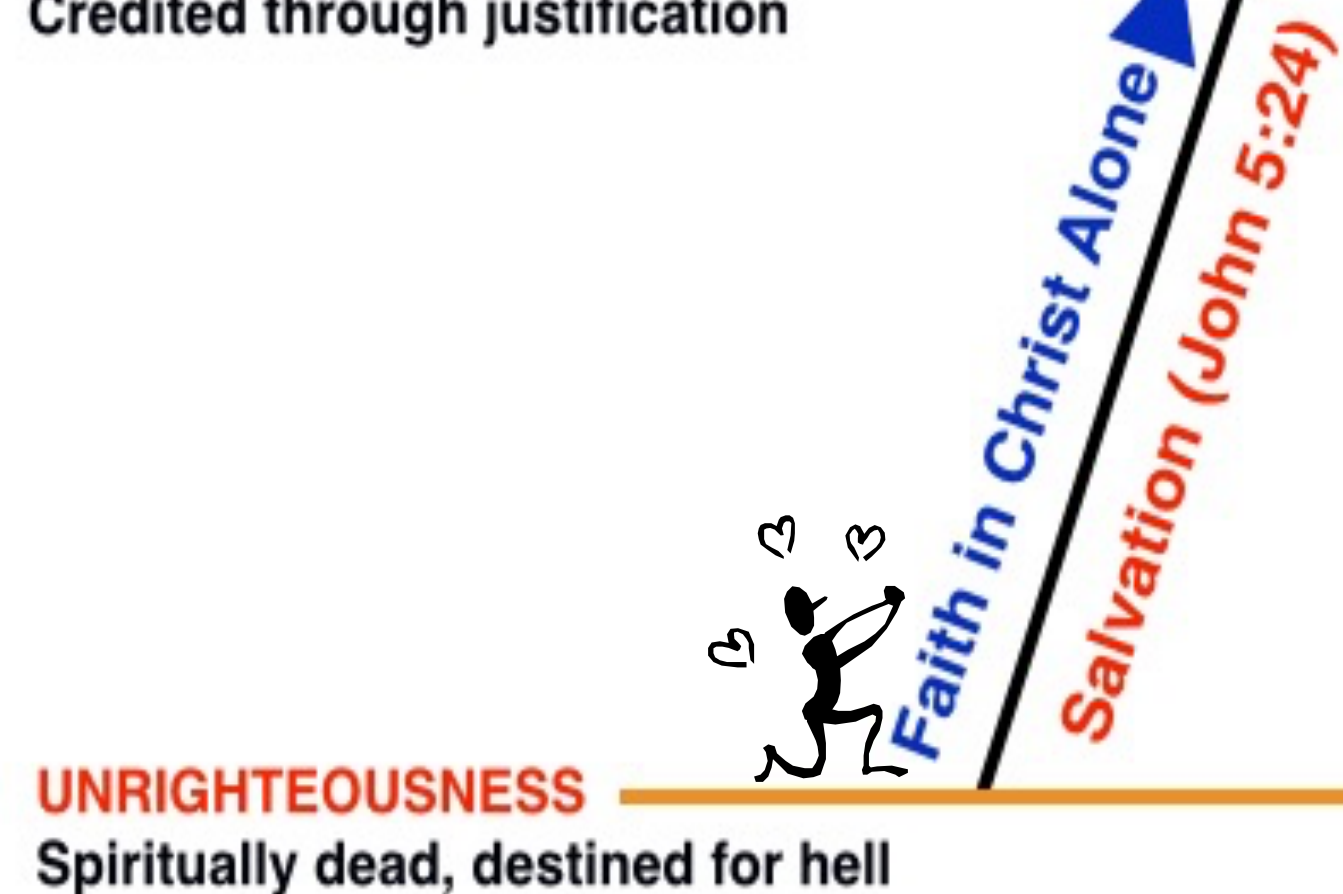 Credited through justification
Faith in Christ Alone
Salvation (John 5:24)
UNRIGHTEOUSNESS
Spiritually dead, destined for hell